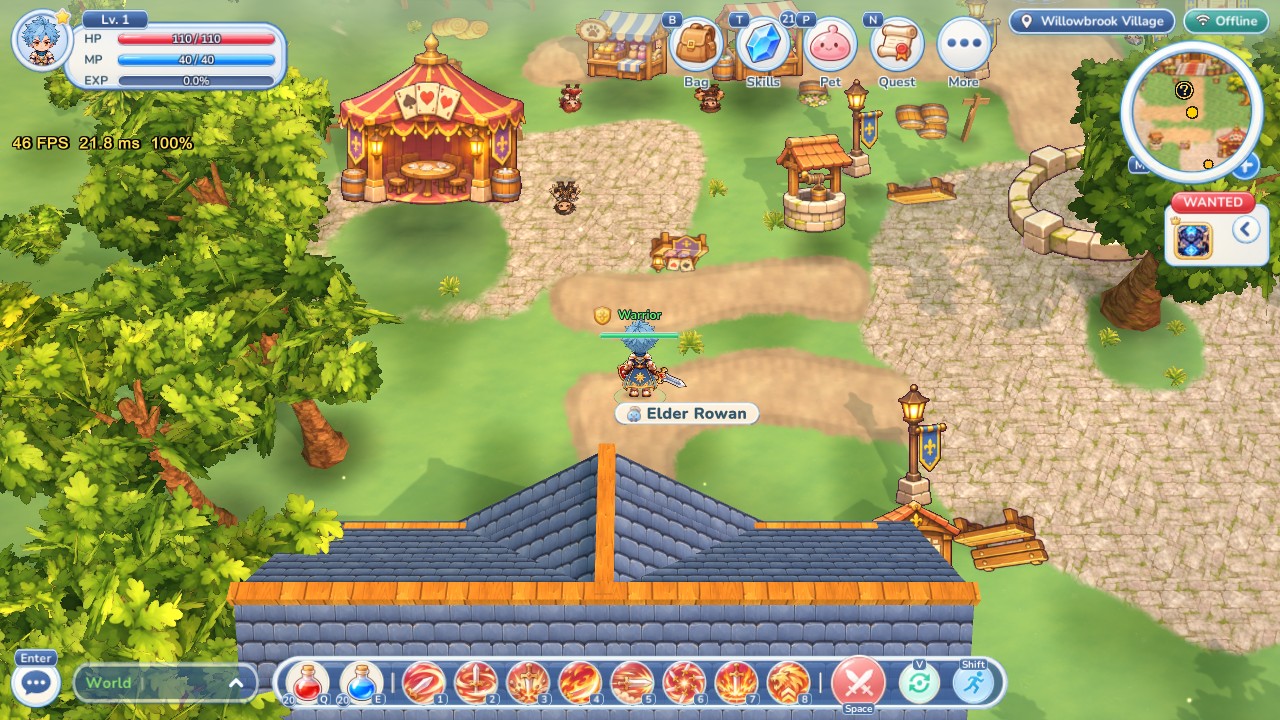 Lv. 1
HP 110 / 110
MP 40 / 40
EXP 0.0%
46 FPS 21.8 ms 100%
B
T
21
P
N
Bag
Skills
Pet
Quest
More
Willowbrook Village
Offline
?
M
WANTED
Warrior
Elder Rowan
Enter
World
20 Q
20 E
1
2
3
4
5
6
7
8
Space
V
Shift